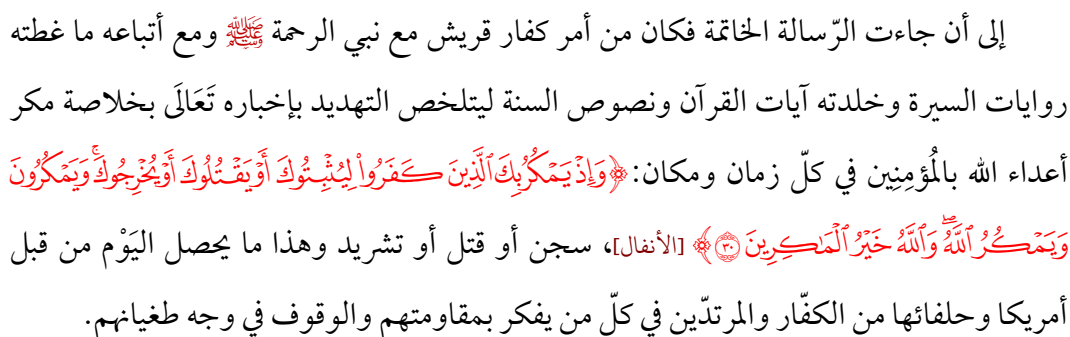 إلى أن جاءت الرّسالة الخاتمة فكان من أمر كفار قريش مع نبي الرحمة ﷺ ومع أتباعه ما غطته
روايات السيرة وخلدته آيات القرآن ونصوص السنة ليتلخص التهديد بإخباره تَعَالَى بخلاصة مكر
أعداء الله بالمُؤمِنِين في كلّ زمان ومكان: ﴿وَإِذۡ يَمۡكُرُ بِكَ ٱلَّذِينَ كَفَرُواْ لِيُثۡبِتُوكَ أَوۡ يَقۡتُلُوكَ أَوۡ يُخۡرِجُوكَۚ وَيَمۡكُرُونَ
وَيَمۡكُرُ ٱللَّهُۖ وَٱللَّهُ خَيۡرُ ٱلۡمَٰكِرِينَ ٣٠﴾ [الأنفال]، سجن أو قتل أو تشريد وهذا ما يحصل اليَوْم من قبل
أمريكا وحلفائها من الكفّار والمرتدّين في كلّ من يفكر بمقاومتهم والوقوف في وجه طغيانهم.